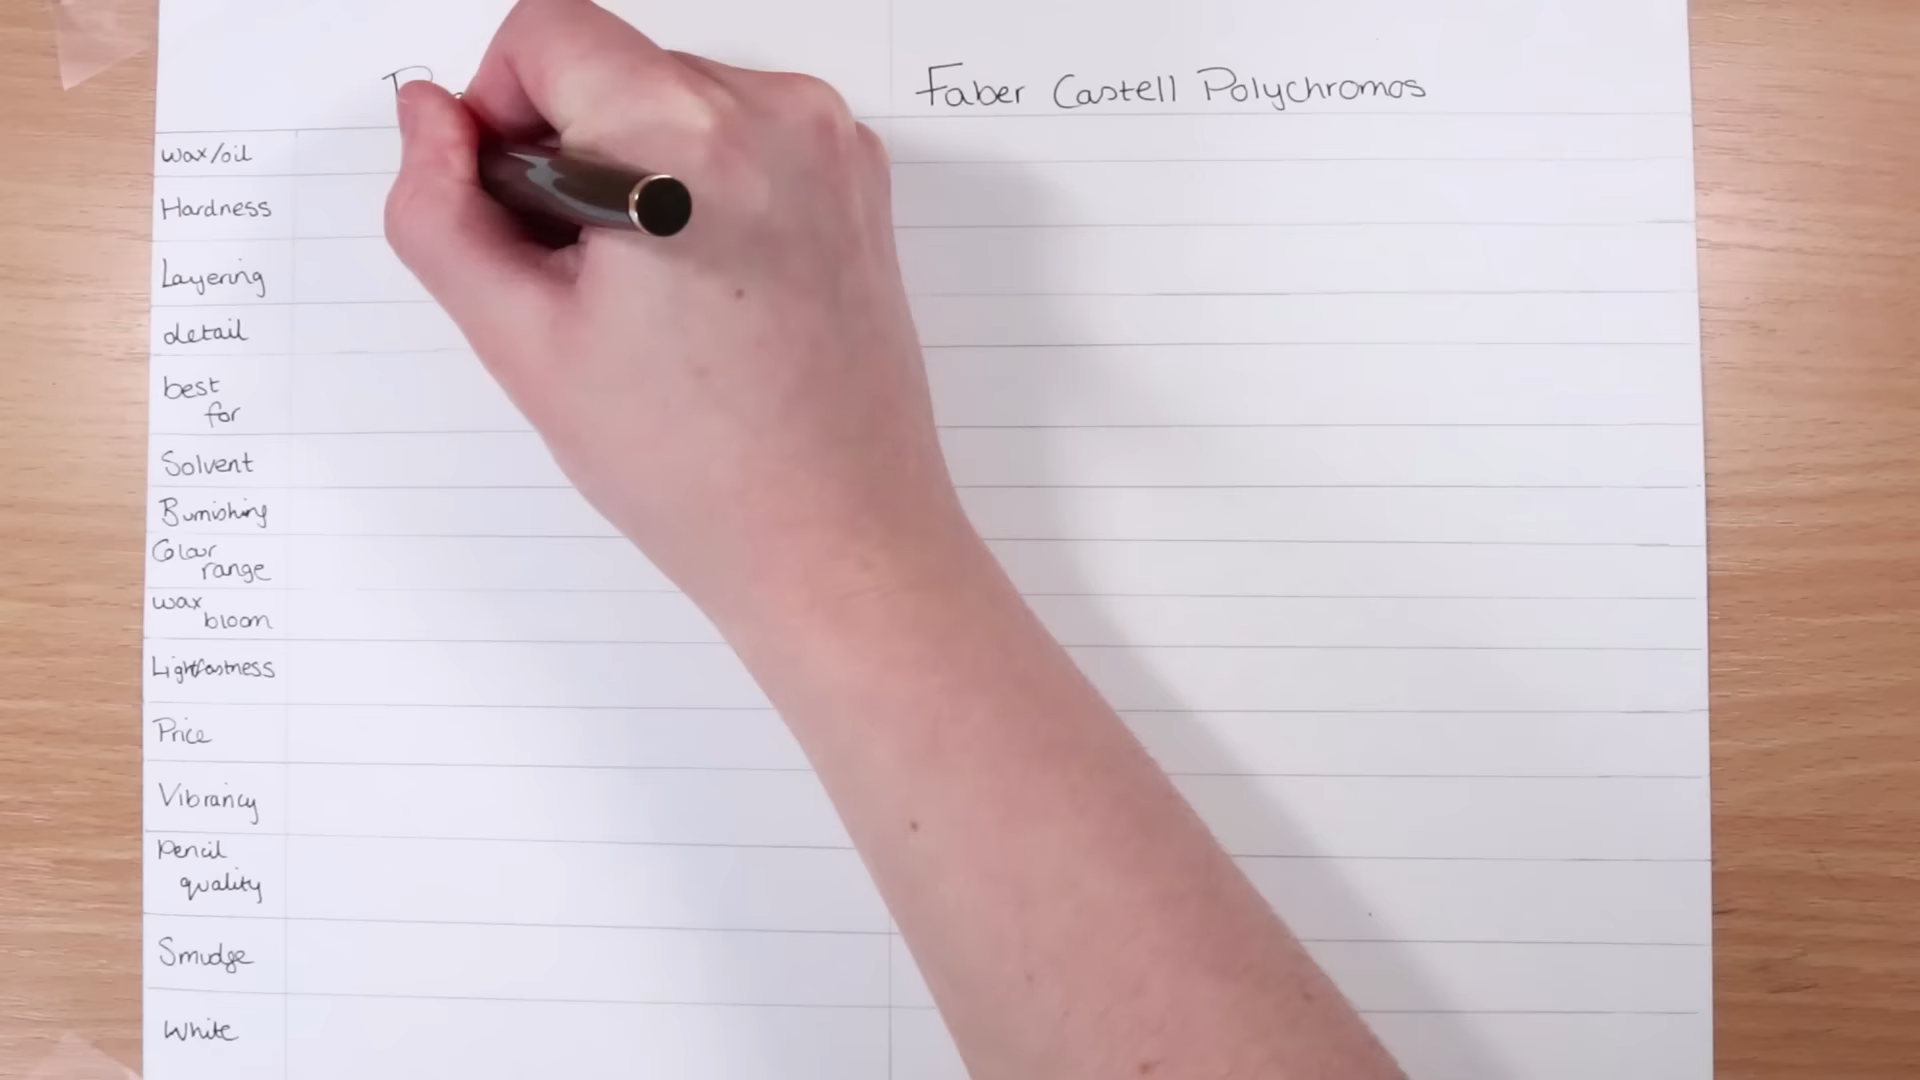 Faber Castell Polychromos
wax/oil
Hardness
Layering
detail
best
for
Solvent
Burnishing
Colour
range
wax
bloom
Lightfastness
Price
Vibrancy
Pencil
quality
Smudge
White